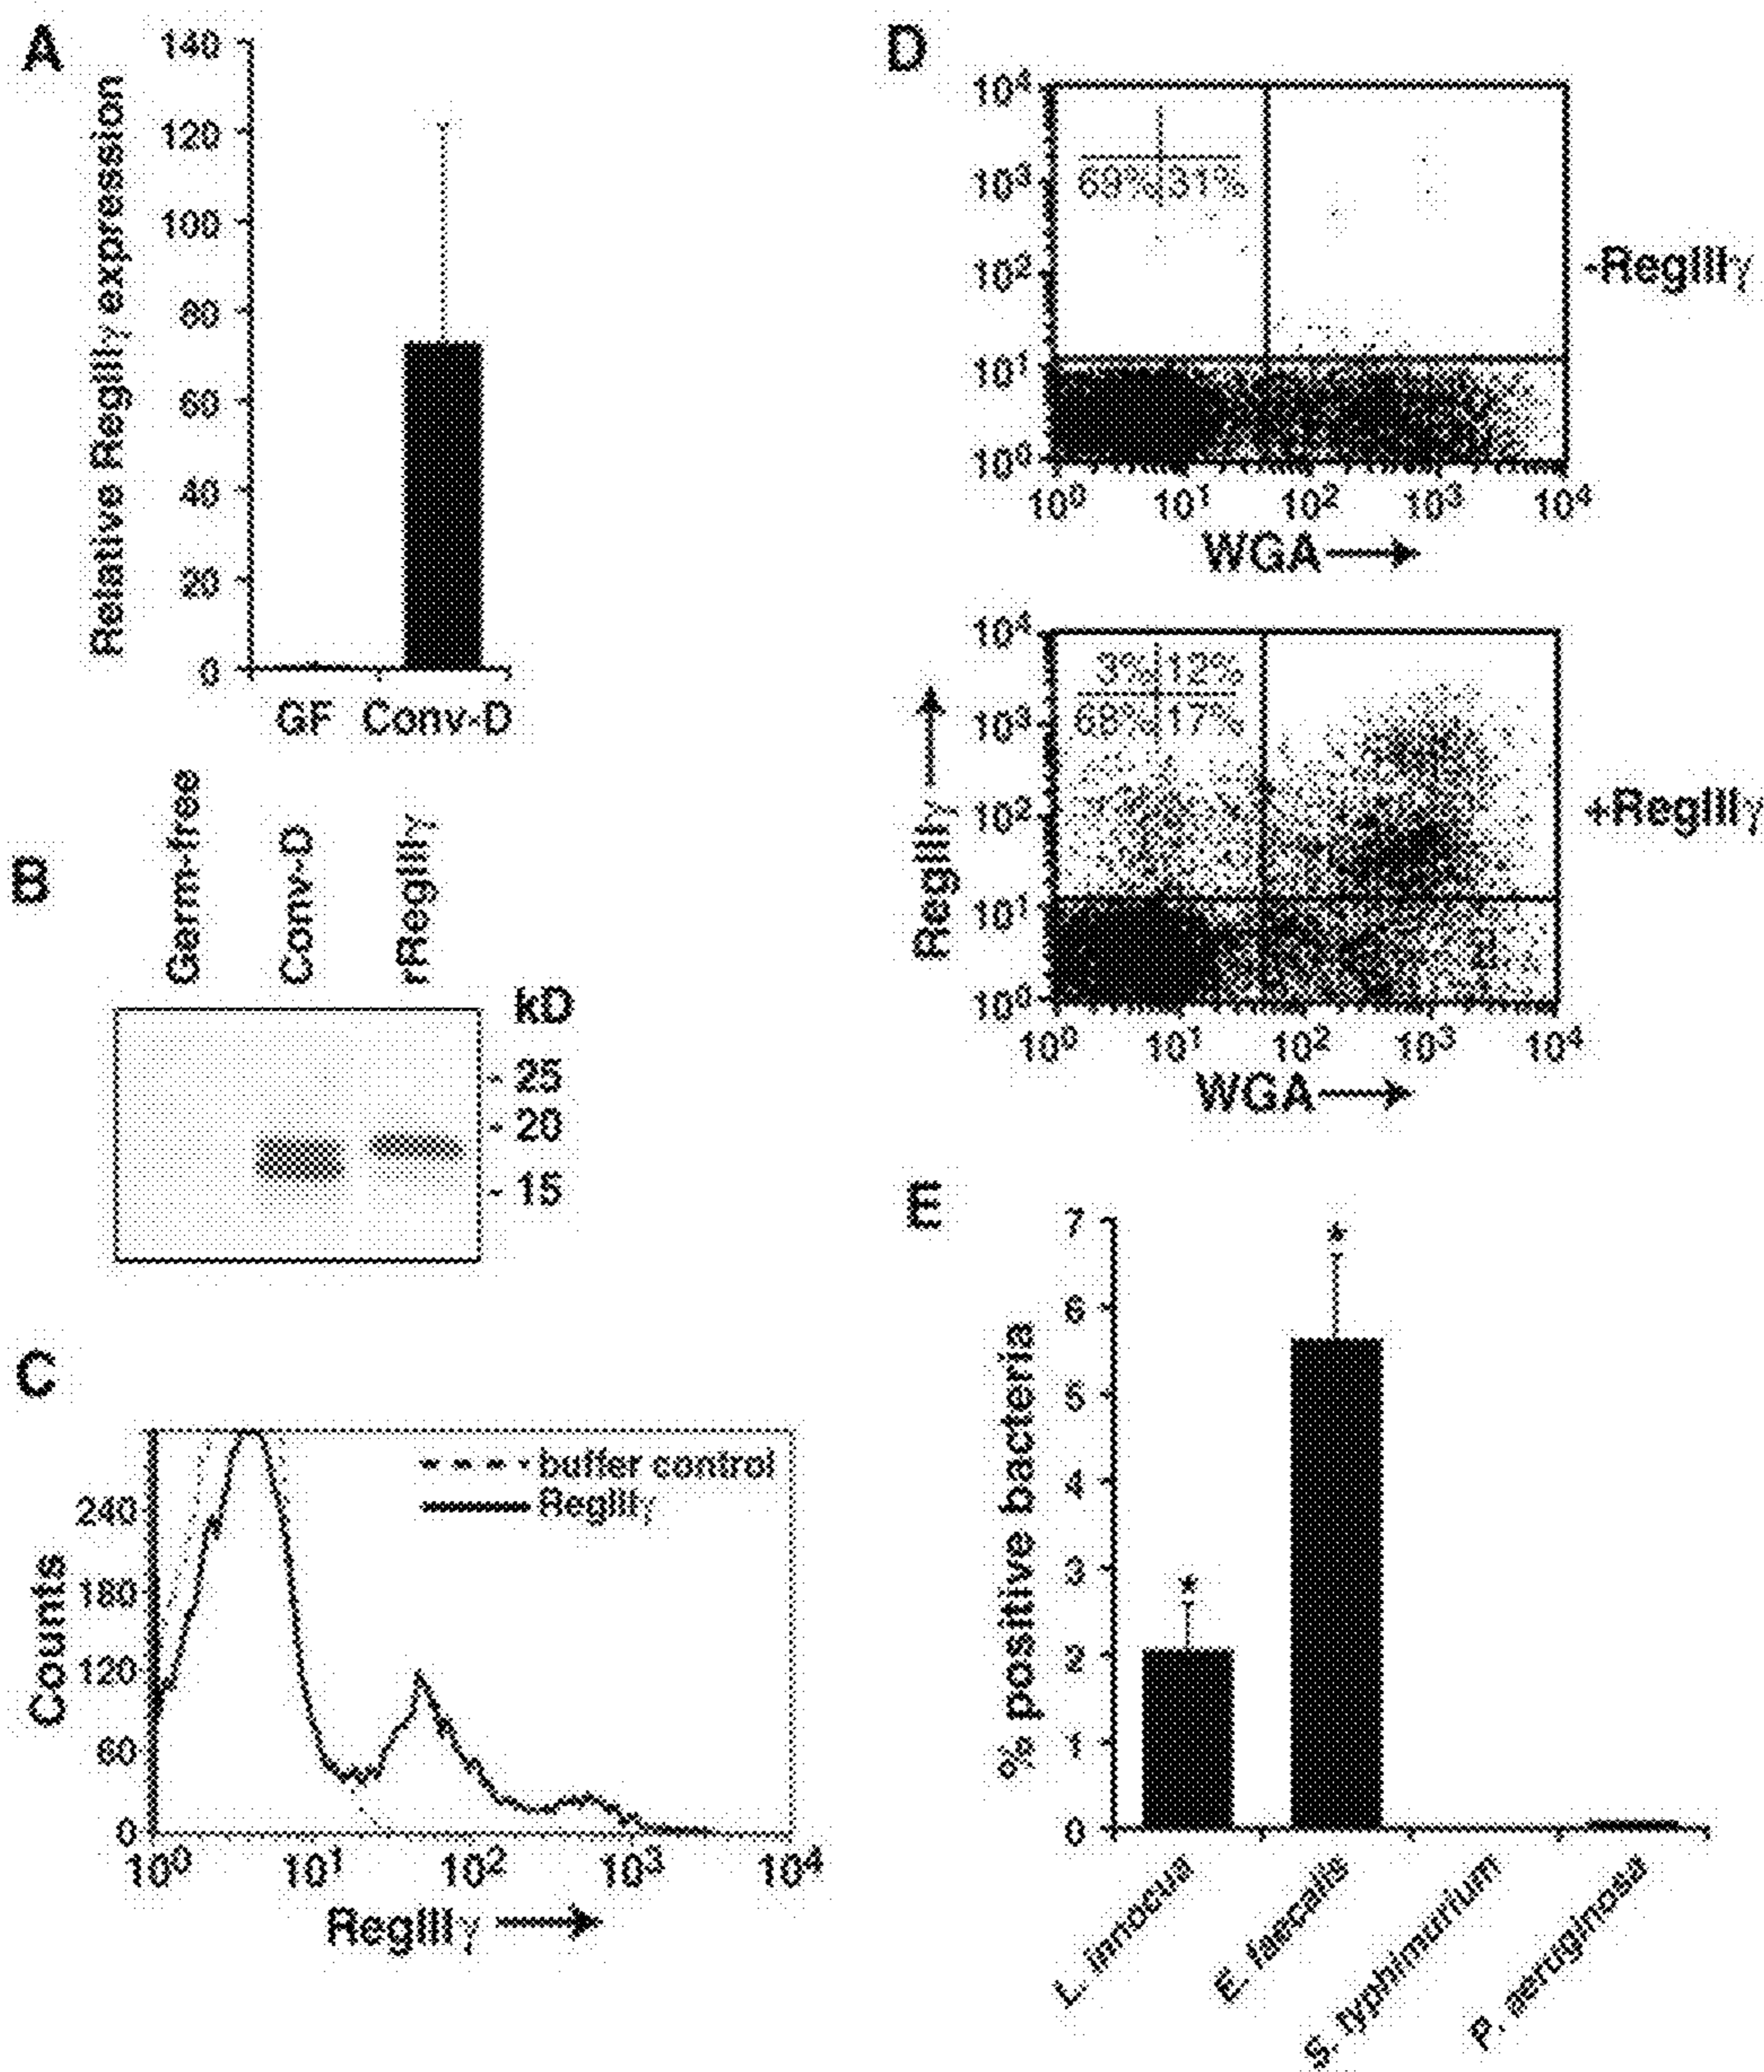 A
140
120
100
80
60
40
20
0
Relative RegIIIγ expression
GF Conv-D
B
Germ-free
Conv-D
rRegIIIγ
kD
- 25
- 20
- 15
C
buffer control
RegIIIγ
240
180
120
60
0
Counts
10⁰ 10¹ 10² 10³ 10⁴
RegIIIγ
D
10⁴
10³
10²
10¹
10⁰
69% 31%
-RegIIIγ
10⁰ 10¹ 10² 10³ 10⁴
WGA
10⁴
10³
10²
10¹
10⁰
3% 12%
68% 17%
RegIIIγ
+RegIIIγ
10⁰ 10¹ 10² 10³ 10⁴
WGA
E
7
6
5
4
3
2
1
0
% positive bacteria
*
*
L. innocua
E. faecalis
S. typhimurium
P. aeruginosa